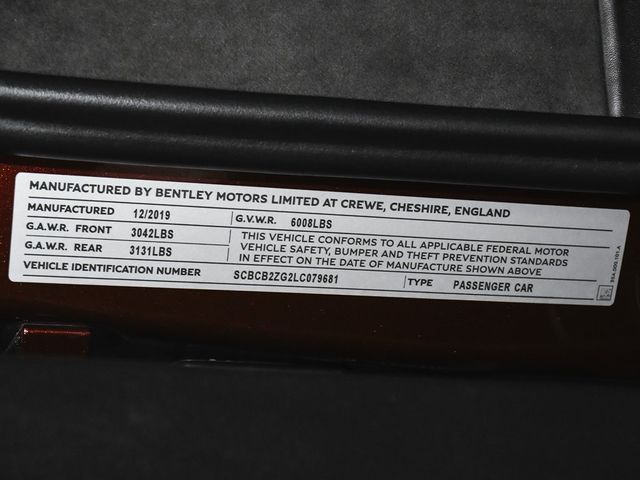 MANUFACTURED BY BENTLEY MOTORS LIMITED AT CREWE, CHESHIRE, ENGLAND
MANUFACTURED 12/2019 G.V.W.R. 6008LBS
G.A.W.R. FRONT 3042LBS
G.A.W.R. REAR 3131LBS
THIS VEHICLE CONFORMS TO ALL APPLICABLE FEDERAL MOTOR
VEHICLE SAFETY, BUMPER AND THEFT PREVENTION STANDARDS
IN EFFECT ON THE DATE OF MANUFACTURE SHOWN ABOVE
VEHICLE IDENTIFICATION NUMBER SCBCB2ZG2LC079681 TYPE PASSENGER CAR